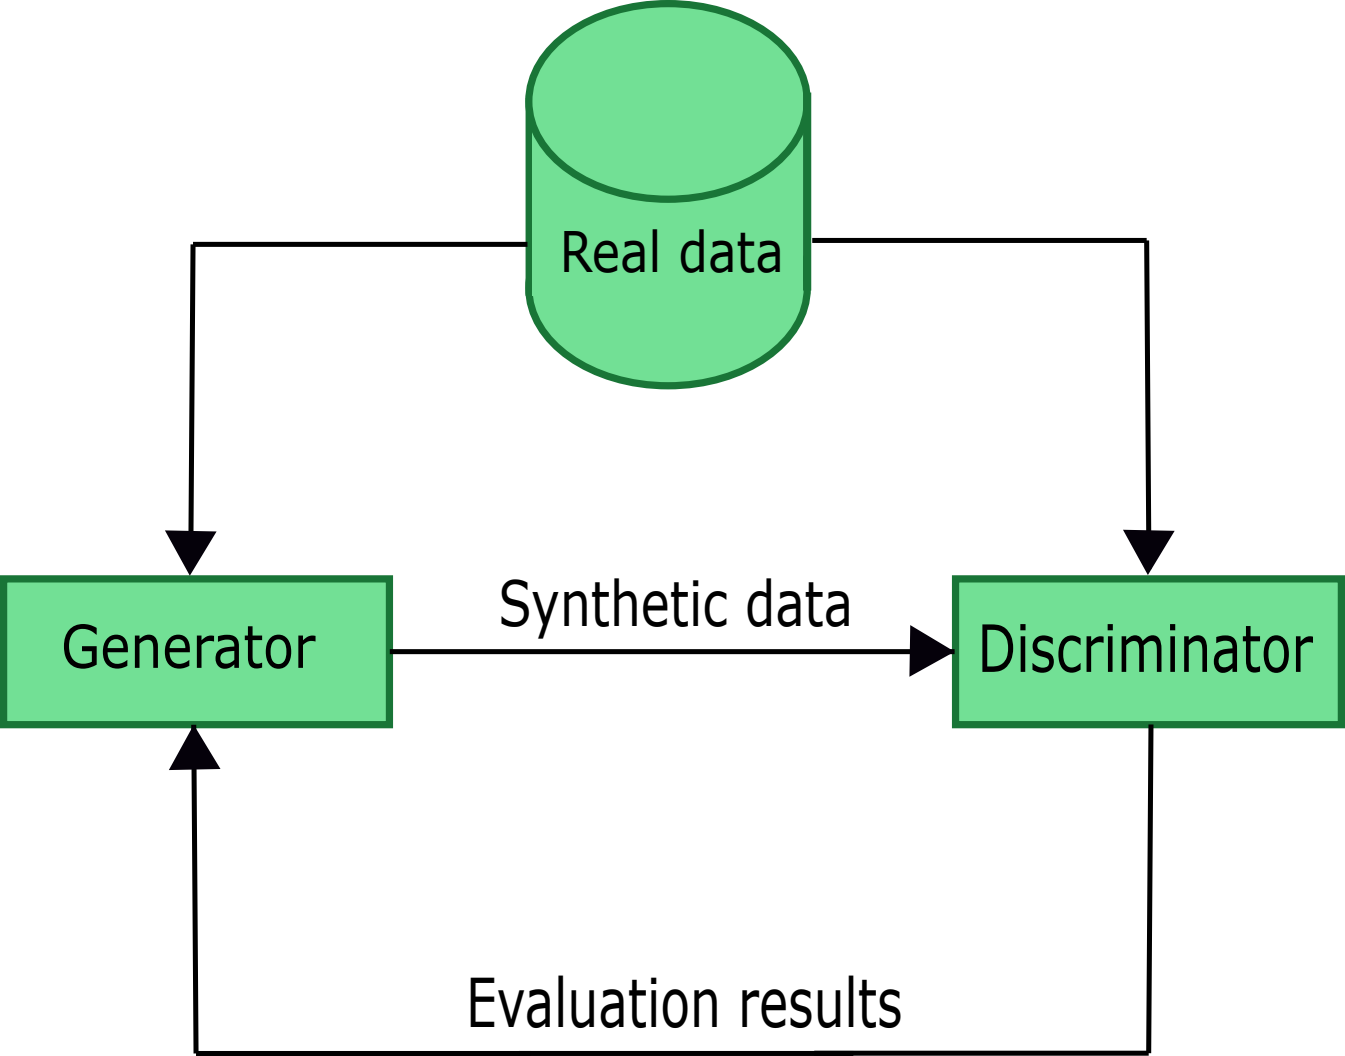 Real data
Synthetic data
Generator
Discriminator
Evaluation results